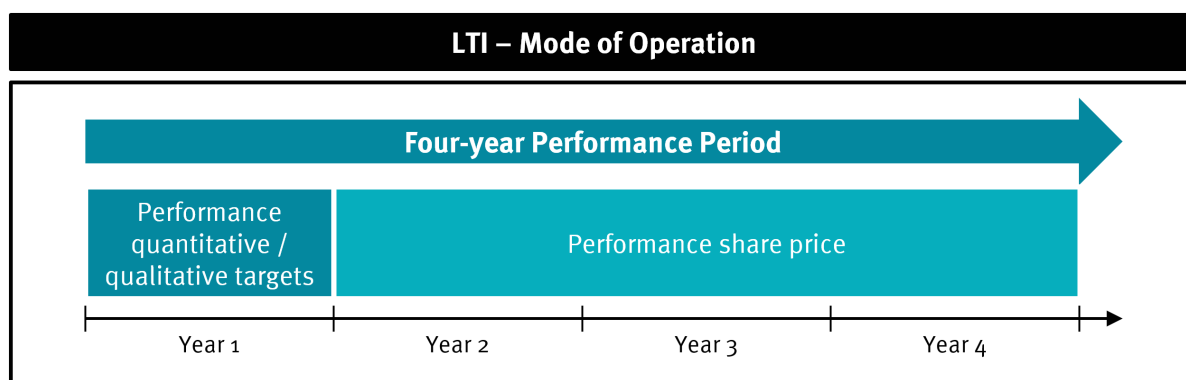 LTI – Mode of Operation
Four-year Performance Period
Performance
quantitative /
qualitative targets
Performance share price
Year 1
Year 2
Year 3
Year 4